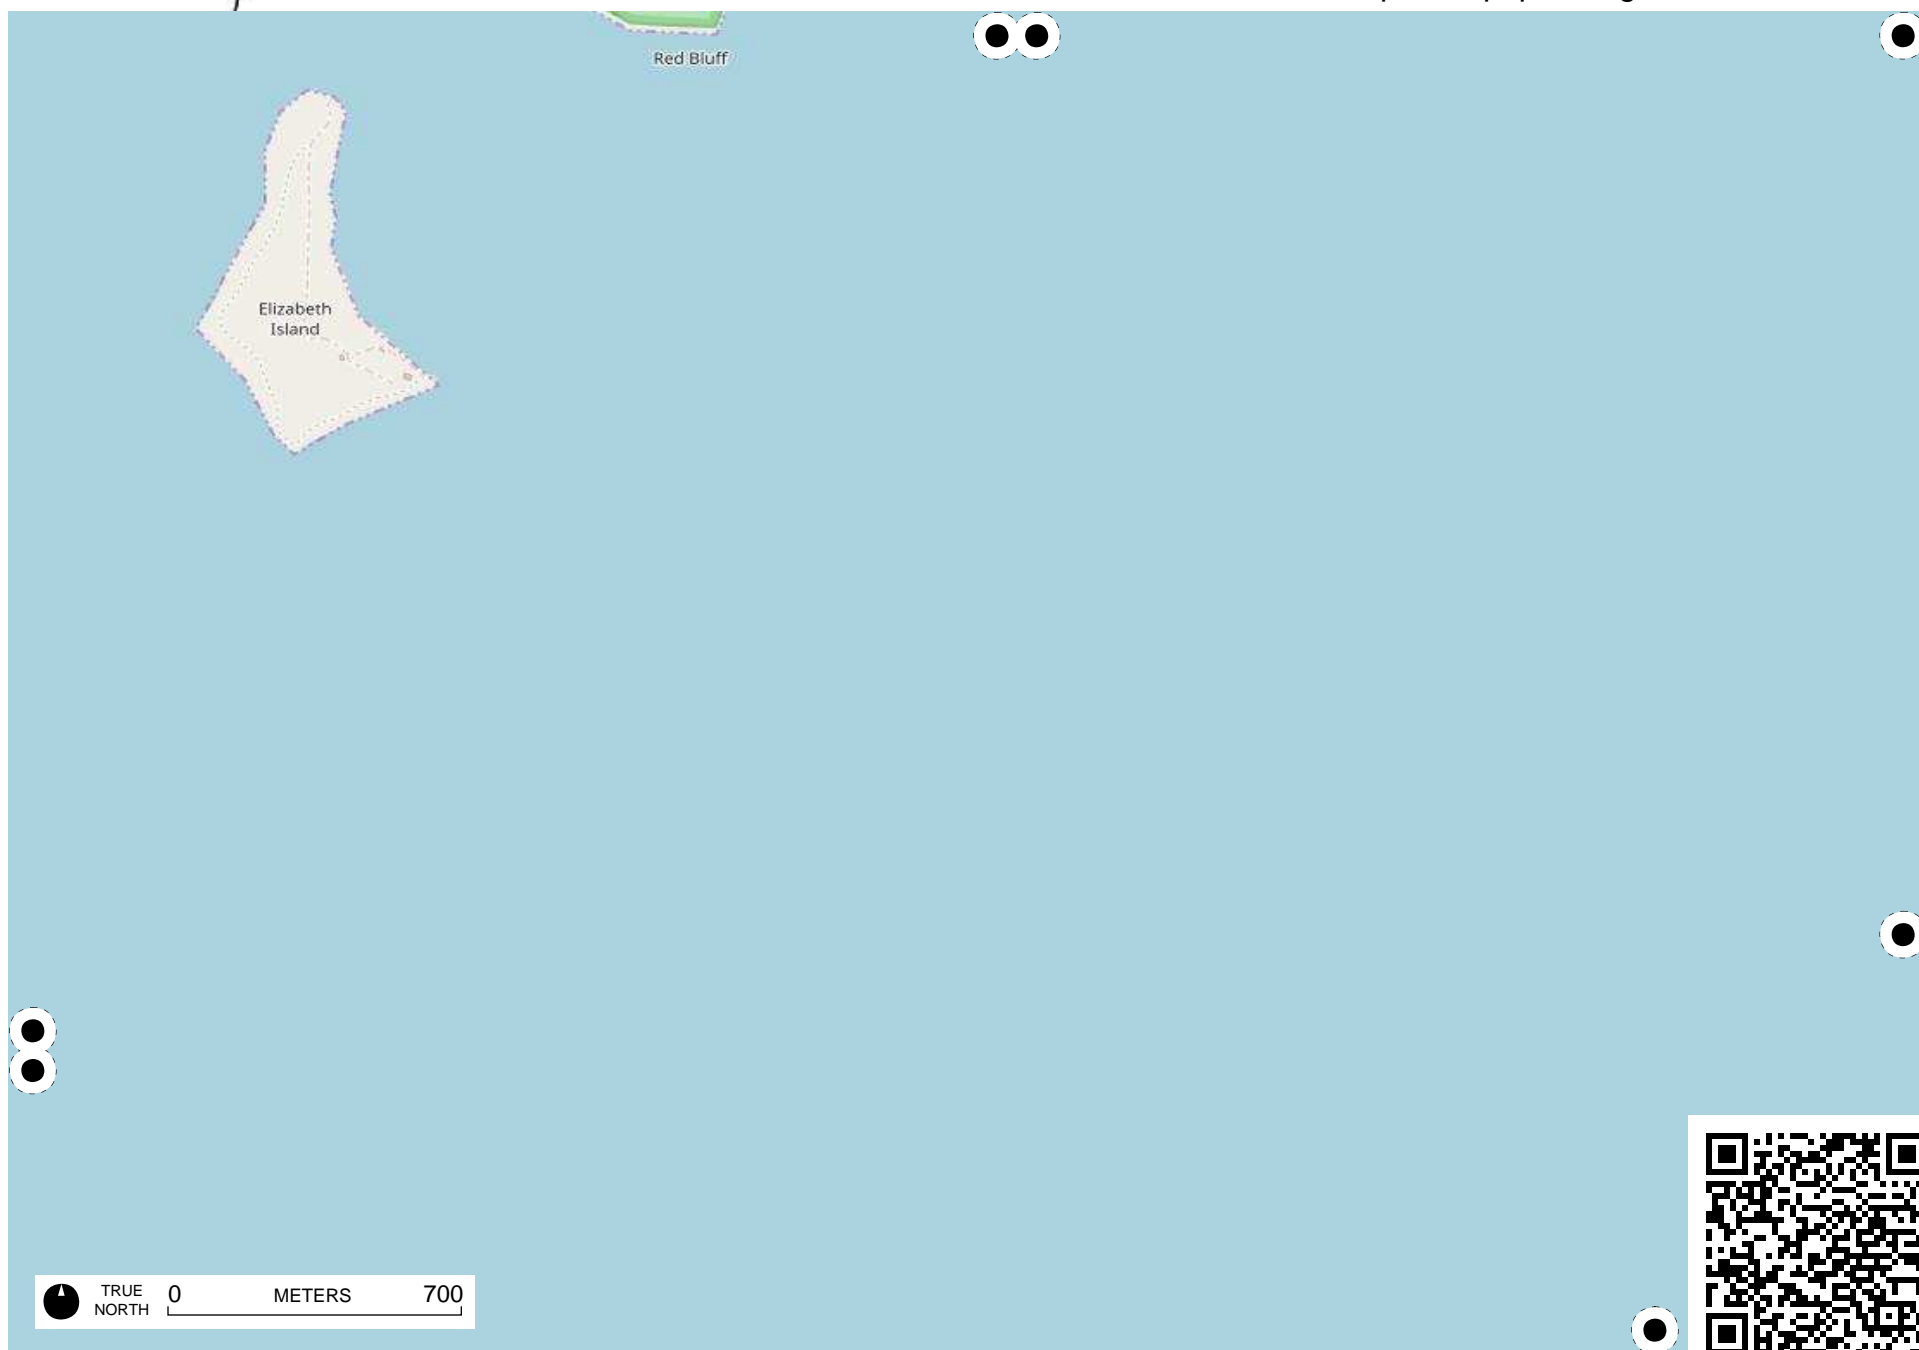 Red Bluff
Elizabeth
Island
TRUE
NORTH
0 METERS 700